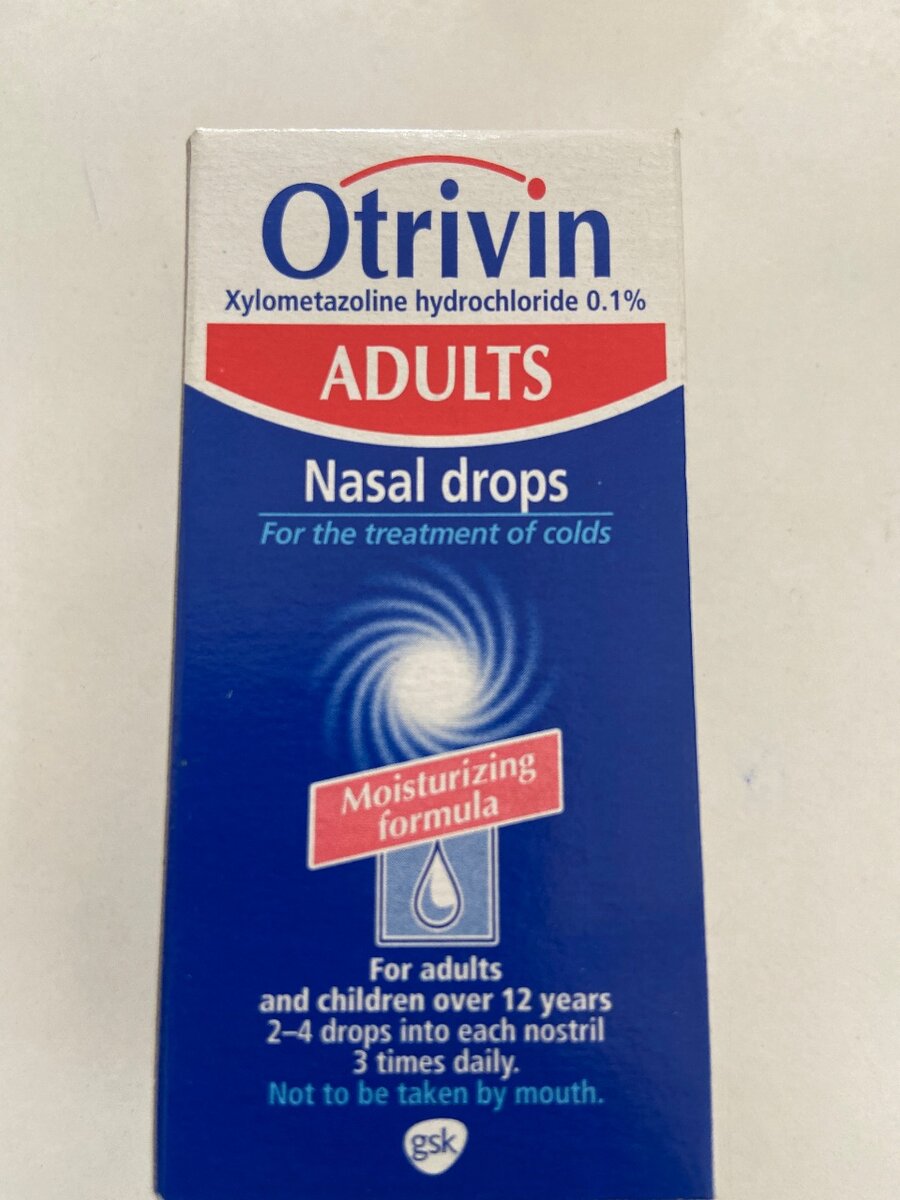 Otrivin
Xylometazoline hydrochloride 0.1%
ADULTS
Nasal drops
For the treatment of colds
Moisturizing
formula
For adults
and children over 12 years
2–4 drops into each nostril
3 times daily.
Not to be taken by mouth.
gsk